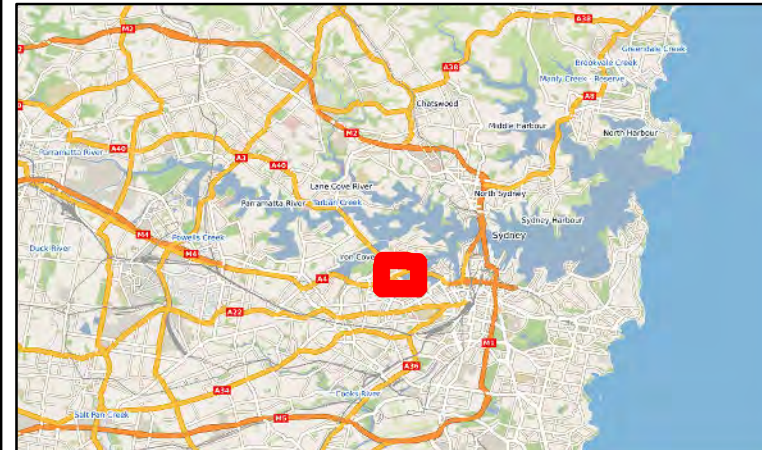 A38
M2
Greendale Creek
Brookvale Creek
A38
Manly Creek - Reserve
A8
Chatswood
Middle Harbour
M2
North Harbour
A40
Parramatta River
A3
A40
Lane Cove River
North Sydney
Parramatta River
Tarban Creek
Sydney Harbour
M4
Powells Creek
Sydney
Duck River
M4
Iron Cove
A4
A22
M1
A36
A34
Cooks River
Salt Pan Creek
M5